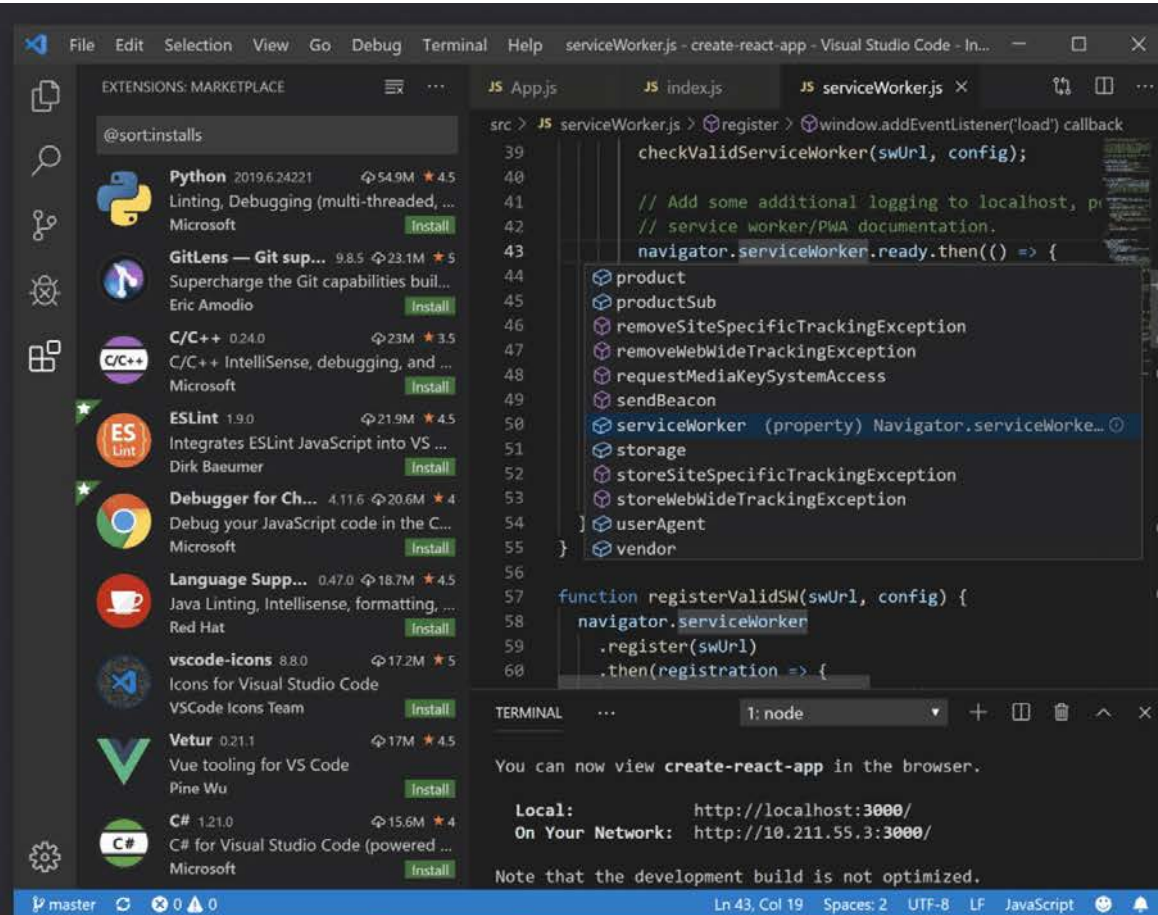 File Edit Selection View Go Debug Terminal Help serviceWorker.js - create-react-app - Visual Studio Code - In...
EXTENSIONS: MARKETPLACE
@sort:installs
Python 2019.6.24221 54.9M 4.5
Linting, Debugging (multi-threaded, ...
Microsoft Install
GitLens — Git sup... 9.8.5 23.1M 5
Supercharge the Git capabilities buil...
Eric Amodio Install
C/C++
C/C++ 0.24.0 23M 3.5
C/C++ IntelliSense, debugging, and ...
Microsoft Install
ES
Lint
ESLint 1.9.0 21.9M 4.5
Integrates ESLint JavaScript into VS ...
Dirk Baeumer Install
Debugger for Ch... 4.11.6 20.6M 4
Debug your JavaScript code in the C...
Microsoft Install
Language Supp... 0.47.0 18.7M 4.5
Java Linting, Intellisense, formatting, ...
Red Hat Install
vscode-icons 8.8.0 17.2M 5
Icons for Visual Studio Code
VSCode Icons Team Install
Vetur 0.21.1 17M 4.5
Vue tooling for VS Code
Pine Wu Install
C#
C# 1.21.0 15.6M 4
C# for Visual Studio Code (powered ...
Microsoft Install
JS App.js JS index.js JS serviceWorker.js
src > JS serviceWorker.js > register > window.addEventListener('load') callback
39 checkValidServiceWorker(swUrl, config);
40
41 // Add some additional logging to localhost, p
42 // service worker/PWA documentation.
43 navigator.serviceWorker.ready.then(() => {
44 product
45 productSub
46 removeSiteSpecificTrackingException
47 removeWebWideTrackingException
48 requestMediaKeySystemAccess
49 sendBeacon
50 serviceWorker (property) Navigator.serviceWorke...
51 storage
52 storeSiteSpecificTrackingException
53 storeWebWideTrackingException
54 } userAgent
55 } vendor
56
57 function registerValidSW(swUrl, config) {
58 navigator.serviceWorker
59 .register(swUrl)
60 .then(registration => {
TERMINAL ... 1: node
You can now view create-react-app in the browser.
Local: http://localhost:3000/
On Your Network: http://10.211.55.3:3000/
Note that the development build is not optimized.
master 0 0 Ln 43, Col 19 Spaces: 2 UTF-8 LF JavaScript